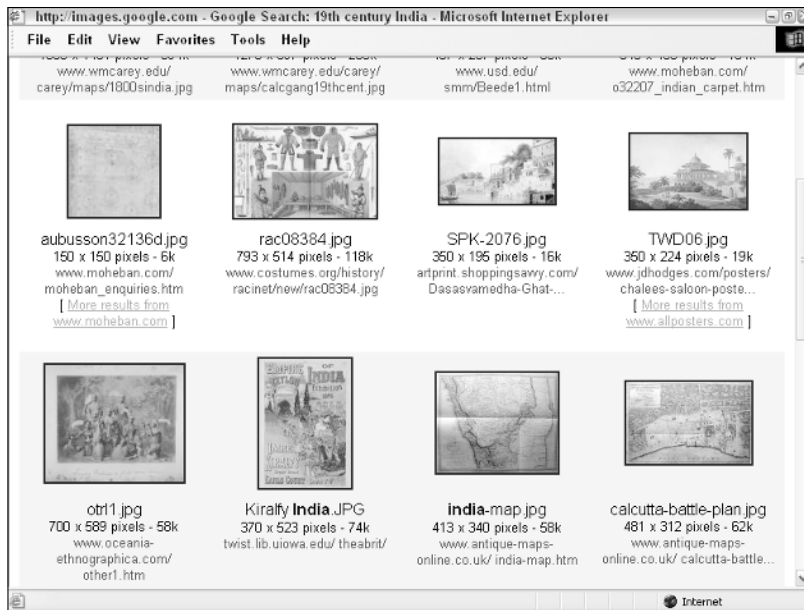 http://images.google.com - Google Search: 19th century India - Microsoft Internet Explorer
File Edit View Favorites Tools Help
www.wmcarey.edu/
carey/maps/1800sindia.jpg
www.wmcarey.edu/carey/
maps/calcgang19thcent.jpg
www.usd.edu/
smm/Beede1.html
www.moheban.com/
o32207_indian_carpet.htm
aubusson32136d.jpg
150 x 150 pixels - 6k
www.moheban.com/
moheban_enquiries.htm
[ More results from
www.moheban.com ]
rac08384.jpg
793 x 514 pixels - 118k
www.costumes.org/history/
racinet/new/rac08384.jpg
SPK-2076.jpg
350 x 195 pixels - 16k
artprint.shoppingsavvy.com/
Dasasvamedha-Ghat-...
TWD06.jpg
350 x 224 pixels - 19k
www.jdhodges.com/posters/
chalees-saloon-poste...
[ More results from
www.allposters.com ]
EMPIRE OF
INDIA
CEYLON
IMRE
KIRALFY
EARLS COURT
otrl1.jpg
700 x 589 pixels - 58k
www.oceania-
ethnographica.com/
other1.htm
Kiralfy India.JPG
370 x 523 pixels - 74k
twist.lib.uiowa.edu/ theabrit/
india-map.jpg
413 x 340 pixels - 58k
www.antique-maps-
online.co.uk/ india-map.htm
calcutta-battle-plan.jpg
481 x 312 pixels - 62k
www.antique-maps-
online.co.uk/ calcutta-battle...
Internet